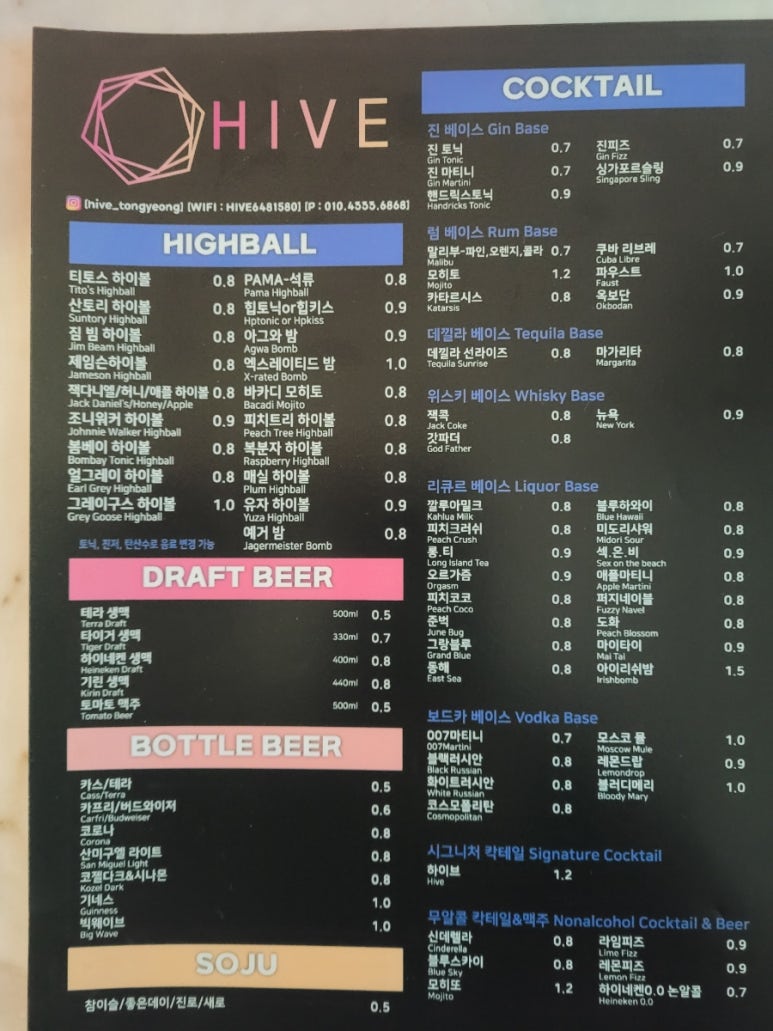 HIVE
[hive_tongyeong] [WIFI : HIVE6481580] [P : 010.4555.6868]
HIGHBALL
티토스 하이볼 0.8
Tito's Highball
산토리 하이볼 0.8
Suntory Highball
짐 빔 하이볼 0.8
Jim Beam Highball
제임슨하이볼 0.8
Jameson Highball
잭다니엘/허니/애플 하이볼 0.8
Jack Daniel's/Honey/Apple
조니워커 하이볼 0.9
Johnnie Walker Highball
봄베이 하이볼 0.8
Bombay Tonic Highball
얼그레이 하이볼 0.8
Earl Grey Highball
그레이구스 하이볼 1.0
Grey Goose Highball
토닉, 진저, 탄산수로 음료 변경 가능
PAMA-석류 0.8
Pama Highball
힙토닉or힙키스 0.9
Hptonic or Hpkiss
아그와 밤 0.9
Agwa Bomb
엑스레이티드 밤 1.0
X-rated Bomb
바카디 모히토 0.8
Bacadi Mojito
피치트리 하이볼 0.8
Peach Tree Highball
복분자 하이볼 0.8
Raspberry Highball
매실 하이볼 0.8
Plum Highball
유자 하이볼 0.9
Yuza Highball
예거 밤 0.8
Jagermeister Bomb
DRAFT BEER
테라 생맥 500ml 0.5
Terra Draft
타이거 생맥 330ml 0.7
Tiger Draft
하이네켄 생맥 400ml 0.8
Heineken Draft
기린 생맥 440ml 0.8
Kirin Draft
토마토 맥주 500ml 0.5
Tomato Beer
BOTTLE BEER
카스/테라 0.5
Cass/Terra
카프리/버드와이저 0.6
Carfri/Budweiser
코로나 0.8
Corona
산미구엘 라이트 0.8
San Miguel Light
코젤다크&시나몬 0.8
Kozel Dark
기네스 1.0
Guinness
빅웨이브 1.0
Big Wave
SOJU
참이슬/좋은데이/진로/새로 0.5
COCKTAIL
진 베이스 Gin Base
진 토닉 0.7
Gin Tonic
진 마티니 0.7
Gin Martini
핸드릭스토닉 0.9
Handricks Tonic
진피즈 0.7
Gin Fizz
싱가포르슬링 0.9
Singapore Sling
럼 베이스 Rum Base
말리부-파인,오렌지,콜라 0.7
Malibu
모히토 1.2
Mojito
카타르시스 0.8
Katarsis
쿠바 리브레 0.7
Cuba Libre
파우스트 1.0
Faust
옥보단 0.9
Okbodan
데낄라 베이스 Tequila Base
데낄라 선라이즈 0.8
Tequila Sunrise
마가리타 0.8
Margarita
위스키 베이스 Whisky Base
잭콕 0.8
Jack Coke
갓파더 0.8
God Father
뉴욕 0.9
New York
리큐르 베이스 Liquor Base
깔루아밀크 0.8
Kahlua Milk
피치크러쉬 0.8
Peach Crush
롱.티 0.9
Long Island Tea
오르가즘 0.9
Orgasm
피치코코 0.8
Peach Coco
준벅 0.8
June Bug
그랑블루 0.8
Grand Blue
동해 0.8
East Sea
블루하와이 0.8
Blue Hawaii
미도리샤워 0.8
Midori Sour
섹.온.비 0.9
Sex on the beach
애플마티니 0.8
Apple Martini
퍼지네이블 0.8
Fuzzy Navel
도화 0.8
Peach Blossom
마이타이 0.9
Mai Tai
아이리쉬밤 1.5
Irishbomb
보드카 베이스 Vodka Base
007마티니 0.7
007Martini
블랙러시안 0.8
Black Russian
화이트러시안 0.8
White Russian
코스모폴리탄 0.8
Cosmopolitan
모스코 뮬 1.0
Moscow Mule
레몬드랍 0.9
Lemondrop
블러디메리 1.0
Bloody Mary
시그니처 칵테일 Signature Cocktail
하이브 1.2
Hive
무알콜 칵테일&맥주 Nonalcohol Cocktail & Beer
신데렐라 0.8
Cinderella
블루스카이 0.8
Blue Sky
모히또 1.2
Mojito
라임피즈 0.9
Lime Fizz
레몬피즈 0.9
Lemon Fizz
하이네켄0.0 논알콜 0.7
Heineken 0.0